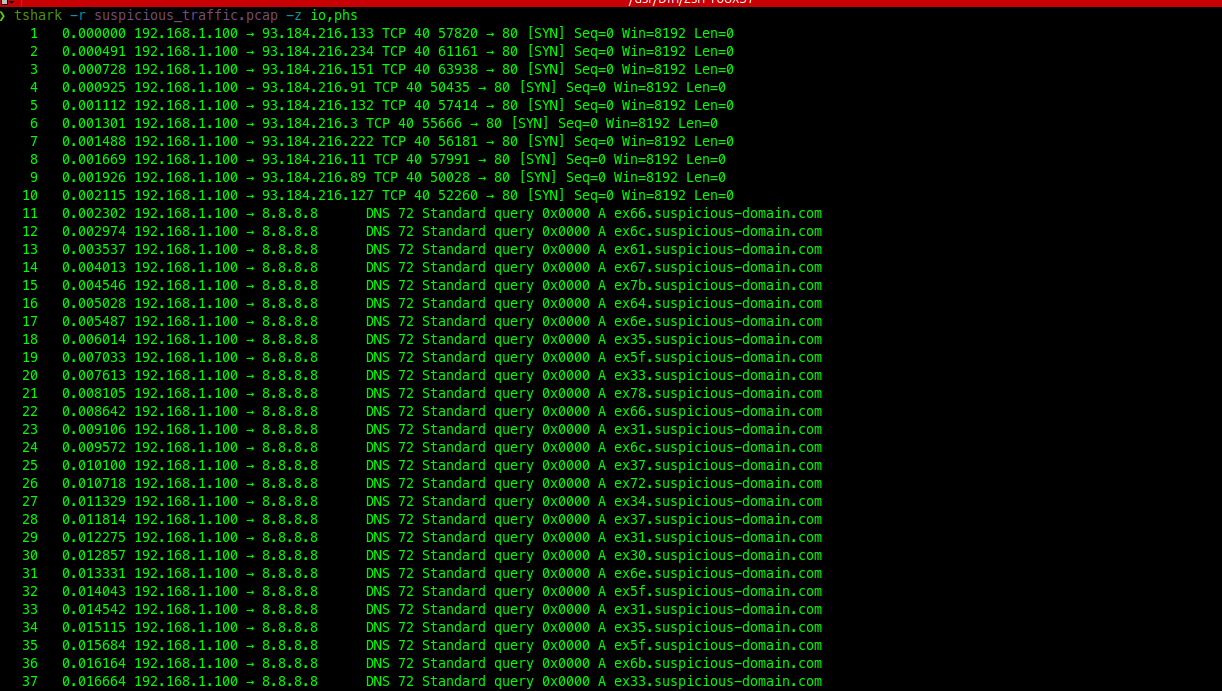 ❯ tshark -r suspicious_traffic.pcap -z io,phs
1 0.000000 192.168.1.100 → 93.184.216.133 TCP 40 57820 → 80 [SYN] Seq=0 Win=8192 Len=0
2 0.000491 192.168.1.100 → 93.184.216.234 TCP 40 61161 → 80 [SYN] Seq=0 Win=8192 Len=0
3 0.000728 192.168.1.100 → 93.184.216.151 TCP 40 63938 → 80 [SYN] Seq=0 Win=8192 Len=0
4 0.000925 192.168.1.100 → 93.184.216.91 TCP 40 50435 → 80 [SYN] Seq=0 Win=8192 Len=0
5 0.001112 192.168.1.100 → 93.184.216.132 TCP 40 57414 → 80 [SYN] Seq=0 Win=8192 Len=0
6 0.001301 192.168.1.100 → 93.184.216.3 TCP 40 55666 → 80 [SYN] Seq=0 Win=8192 Len=0
7 0.001488 192.168.1.100 → 93.184.216.222 TCP 40 56181 → 80 [SYN] Seq=0 Win=8192 Len=0
8 0.001669 192.168.1.100 → 93.184.216.11 TCP 40 57991 → 80 [SYN] Seq=0 Win=8192 Len=0
9 0.001926 192.168.1.100 → 93.184.216.89 TCP 40 50028 → 80 [SYN] Seq=0 Win=8192 Len=0
10 0.002115 192.168.1.100 → 93.184.216.127 TCP 40 52260 → 80 [SYN] Seq=0 Win=8192 Len=0
11 0.002302 192.168.1.100 → 8.8.8.8 DNS 72 Standard query 0x0000 A ex66.suspicious-domain.com
12 0.002974 192.168.1.100 → 8.8.8.8 DNS 72 Standard query 0x0000 A ex6c.suspicious-domain.com
13 0.003537 192.168.1.100 → 8.8.8.8 DNS 72 Standard query 0x0000 A ex61.suspicious-domain.com
14 0.004013 192.168.1.100 → 8.8.8.8 DNS 72 Standard query 0x0000 A ex67.suspicious-domain.com
15 0.004546 192.168.1.100 → 8.8.8.8 DNS 72 Standard query 0x0000 A ex7b.suspicious-domain.com
16 0.005028 192.168.1.100 → 8.8.8.8 DNS 72 Standard query 0x0000 A ex64.suspicious-domain.com
17 0.005487 192.168.1.100 → 8.8.8.8 DNS 72 Standard query 0x0000 A ex6e.suspicious-domain.com
18 0.006014 192.168.1.100 → 8.8.8.8 DNS 72 Standard query 0x0000 A ex35.suspicious-domain.com
19 0.007033 192.168.1.100 → 8.8.8.8 DNS 72 Standard query 0x0000 A ex5f.suspicious-domain.com
20 0.007613 192.168.1.100 → 8.8.8.8 DNS 72 Standard query 0x0000 A ex33.suspicious-domain.com
21 0.008105 192.168.1.100 → 8.8.8.8 DNS 72 Standard query 0x0000 A ex78.suspicious-domain.com
22 0.008642 192.168.1.100 → 8.8.8.8 DNS 72 Standard query 0x0000 A ex66.suspicious-domain.com
23 0.009106 192.168.1.100 → 8.8.8.8 DNS 72 Standard query 0x0000 A ex31.suspicious-domain.com
24 0.009572 192.168.1.100 → 8.8.8.8 DNS 72 Standard query 0x0000 A ex6c.suspicious-domain.com
25 0.010100 192.168.1.100 → 8.8.8.8 DNS 72 Standard query 0x0000 A ex37.suspicious-domain.com
26 0.010718 192.168.1.100 → 8.8.8.8 DNS 72 Standard query 0x0000 A ex72.suspicious-domain.com
27 0.011329 192.168.1.100 → 8.8.8.8 DNS 72 Standard query 0x0000 A ex34.suspicious-domain.com
28 0.011814 192.168.1.100 → 8.8.8.8 DNS 72 Standard query 0x0000 A ex37.suspicious-domain.com
29 0.012275 192.168.1.100 → 8.8.8.8 DNS 72 Standard query 0x0000 A ex31.suspicious-domain.com
30 0.012857 192.168.1.100 → 8.8.8.8 DNS 72 Standard query 0x0000 A ex30.suspicious-domain.com
31 0.013331 192.168.1.100 → 8.8.8.8 DNS 72 Standard query 0x0000 A ex6e.suspicious-domain.com
32 0.014043 192.168.1.100 → 8.8.8.8 DNS 72 Standard query 0x0000 A ex5f.suspicious-domain.com
33 0.014542 192.168.1.100 → 8.8.8.8 DNS 72 Standard query 0x0000 A ex31.suspicious-domain.com
34 0.015115 192.168.1.100 → 8.8.8.8 DNS 72 Standard query 0x0000 A ex35.suspicious-domain.com
35 0.015684 192.168.1.100 → 8.8.8.8 DNS 72 Standard query 0x0000 A ex5f.suspicious-domain.com
36 0.016164 192.168.1.100 → 8.8.8.8 DNS 72 Standard query 0x0000 A ex6b.suspicious-domain.com
37 0.016664 192.168.1.100 → 8.8.8.8 DNS 72 Standard query 0x0000 A ex33.suspicious-domain.com